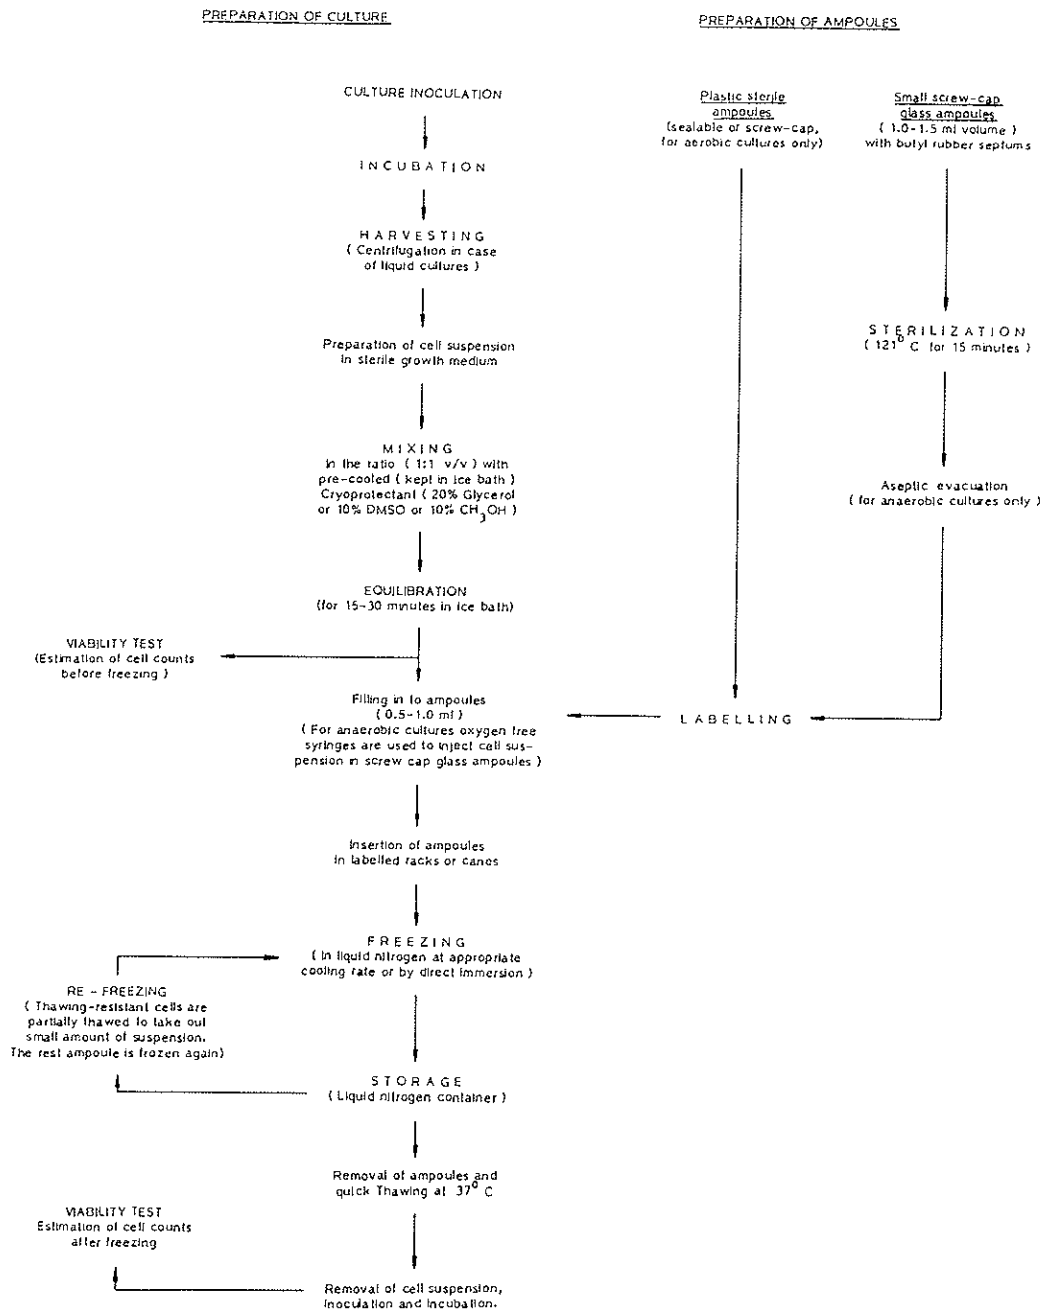 PREPARATION OF CULTURE
PREPARATION OF AMPOULES
CULTURE INOCULATION
INCUBATION
HARVESTING
( Centrifugation in case
of liquid cultures )
Preparation of cell suspension
in sterile growth medium
MIXING
In the ratio ( 1:1 v/v ) with
pre-cooled ( kept in ice bath )
Cryoprotectant ( 20% Glycerol
or 10% DMSO or 10% CH3OH )
EQUILIBRATION
(for 15-30 minutes in ice bath)
VIABILITY TEST
(Estimation of cell counts
before freezing )
Filling in to ampoules
( 0.5-1.0 ml )
( For anaerobic cultures oxygen free
syringes are used to inject cell sus-
pension in screw cap glass ampoules )
Insertion of ampoules
in labelled racks or canes
FREEZING
( In liquid nitrogen at appropriate
cooling rate or by direct immersion )
RE - FREEZING
( Thawing-resistant cells are
partially thawed to take out
small amount of suspension.
The rest ampoule is frozen again)
STORAGE
( Liquid nitrogen container )
Removal of ampoules and
quick Thawing at 37° C
VIABILITY TEST
Estimation of cell counts
after freezing
Removal of cell suspension,
Inoculation and Incubation.
Plastic sterile
ampoules
(sealable or screw-cap,
for aerobic cultures only)
Small screw-cap
glass ampoules
( 1.0-1.5 ml volume )
with butyl rubber septums
STERILIZATION
( 121° C for 15 minutes )
Aseptic evacuation
( for anaerobic cultures only )
LABELLING